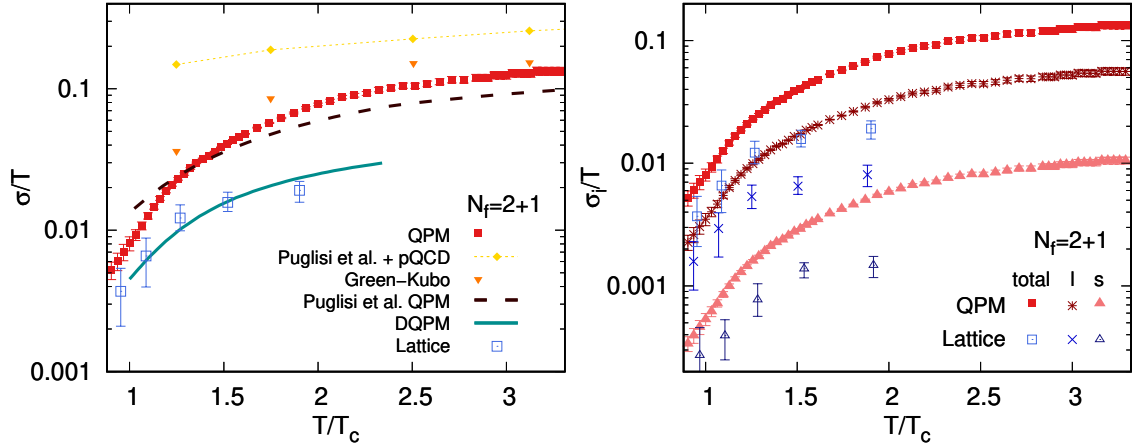 0.1
0.01
0.001
σ/T
1
1.5
2
2.5
3
T/T_c
N_f=2+1
QPM
Puglisi et al. + pQCD
Green-Kubo
Puglisi et al. QPM
DQPM
Lattice
0.1
0.01
0.001
σ_i/T
1
1.5
2
2.5
3
T/T_c
N_f=2+1
total l s
QPM
Lattice